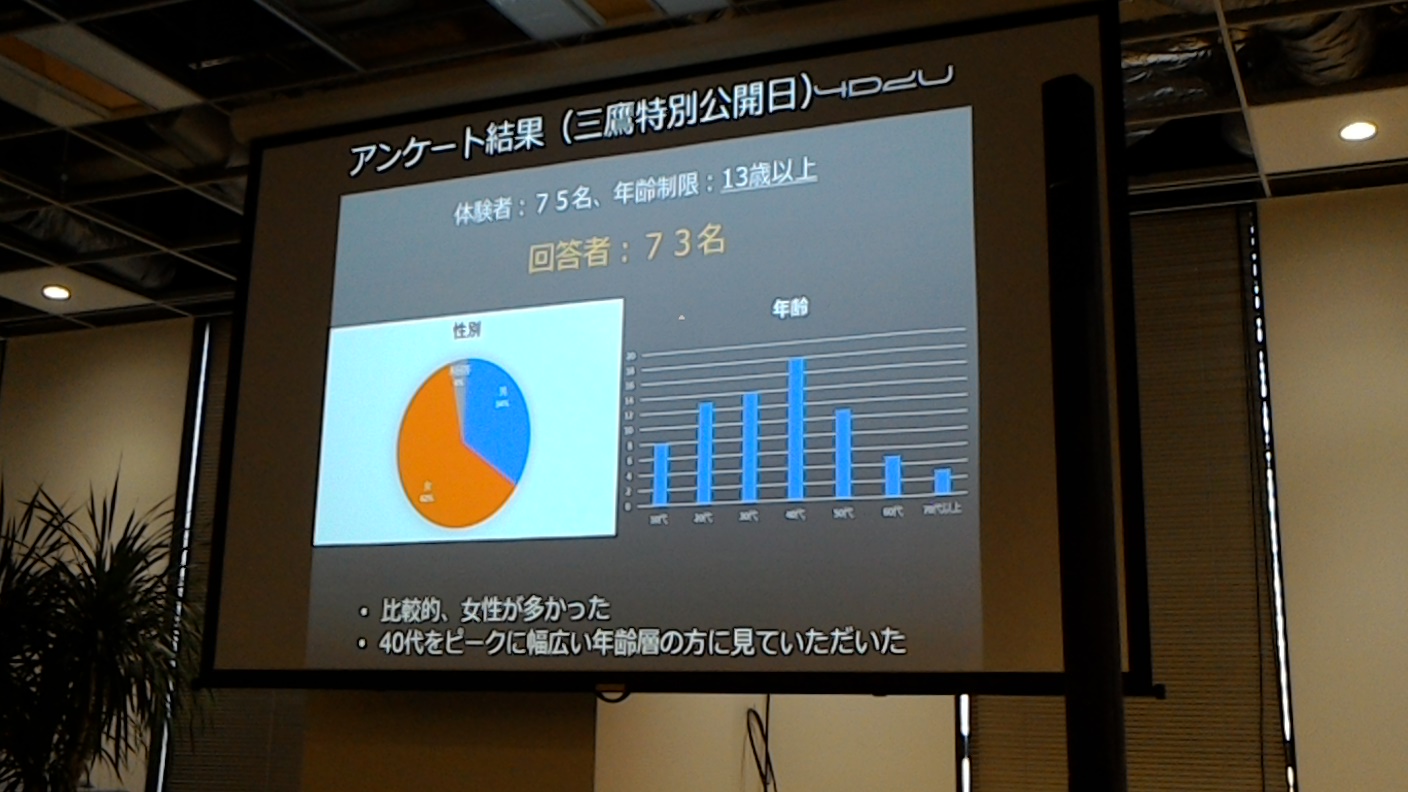 アンケート結果（三鷹特別公開日）4D2U
体験者：７５名、年齢制限：13歳以上
回答者：７３名
性別
男
34%
女
62%
4%
年齢
20
18
16
14
12
10
8
6
4
2
0
10代 20代 30代 40代 50代 60代 70代以上
・ 比較的、女性が多かった
・ 40代をピークに幅広い年齢層の方に見ていただいた